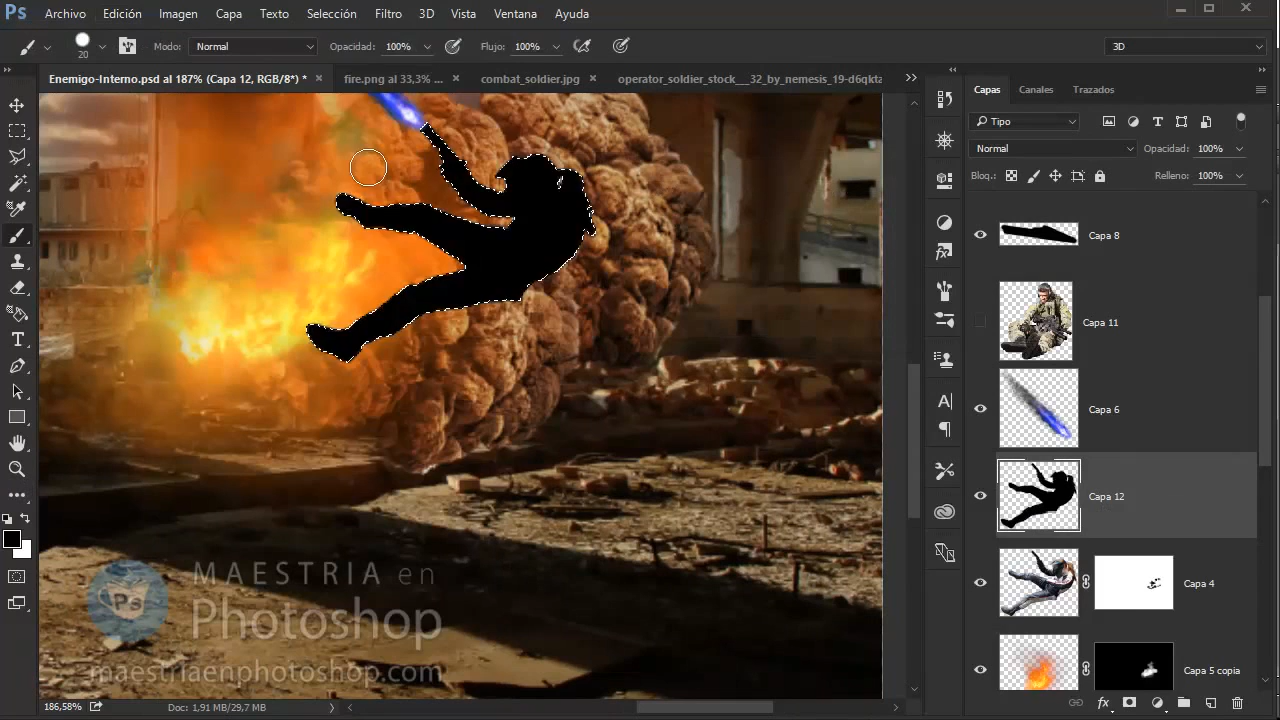 Ps Archivo Edición Imagen Capa Texto Selección Filtro 3D Vista Ventana Ayuda
20 Modo: Normal Opacidad: 100% Flujo: 100% 3D
Enemigo-Interno.psd al 187% (Capa 12, RGB/8*) * × fire.png al 33,3% ... × combat_soldier.jpg × operator_soldier_stock__32_by_nemesis_19-d6qkta
Capas Canales Trazados
Tipo
Normal Opacidad: 100%
Bloq.: Relleno: 100%
Capa 8
Capa 11
Capa 6
Capa 12
Capa 4
Capa 5 copia
MAESTRIA en
Ps
Photoshop
maestriaenphotoshop.com
186,58% Doc: 1,91 MB/29,7 MB